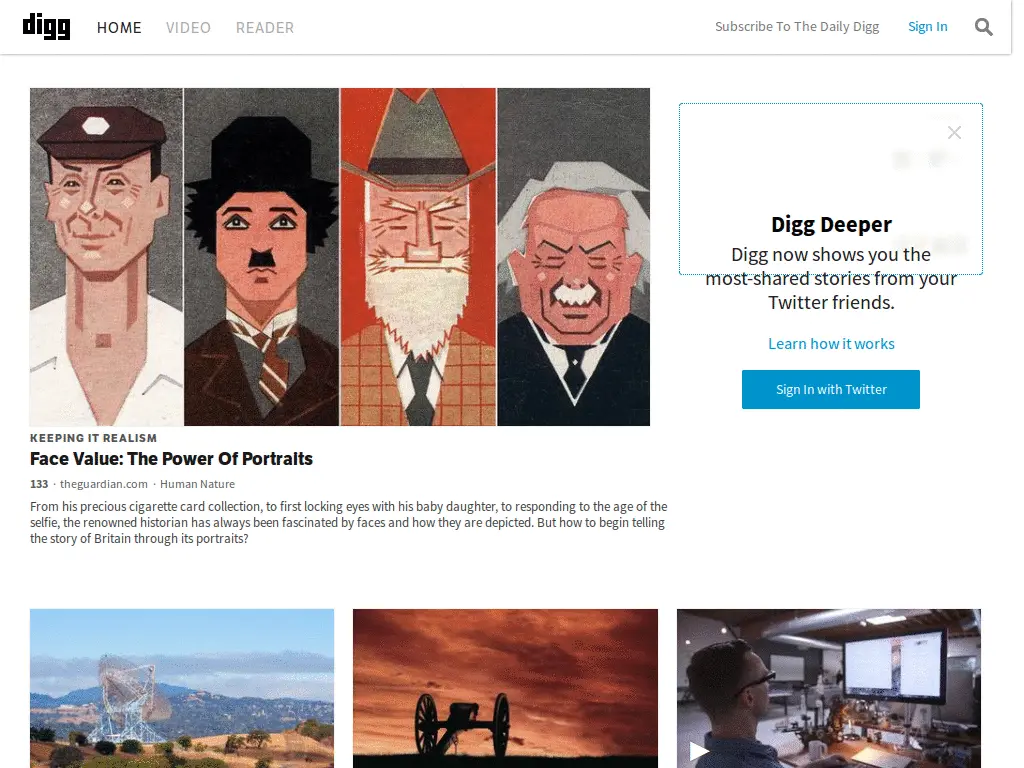 digg HOME VIDEO READER Subscribe To The Daily Digg Sign In
Digg Deeper
Digg now shows you the
most-shared stories from your
Twitter friends.
Learn how it works
Sign In with Twitter
KEEPING IT REALISM
Face Value: The Power Of Portraits
133 · theguardian.com · Human Nature
From his precious cigarette card collection, to first locking eyes with his baby daughter, to responding to the age of the
selfie, the renowned historian has always been fascinated by faces and how they are depicted. But how to begin telling
the story of Britain through its portraits?